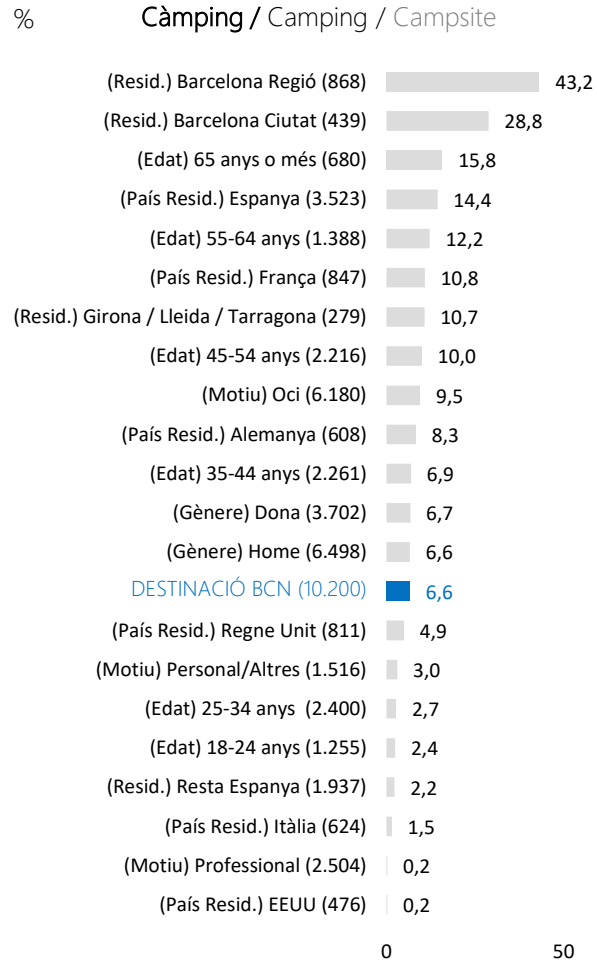 % Càmping / Camping / Campsite
(Resid.) Barcelona Regió (868) 43,2
(Resid.) Barcelona Ciutat (439) 28,8
(Edat) 65 anys o més (680) 15,8
(País Resid.) Espanya (3.523) 14,4
(Edat) 55-64 anys (1.388) 12,2
(País Resid.) França (847) 10,8
(Resid.) Girona / Lleida / Tarragona (279) 10,7
(Edat) 45-54 anys (2.216) 10,0
(Motiu) Oci (6.180) 9,5
(País Resid.) Alemanya (608) 8,3
(Edat) 35-44 anys (2.261) 6,9
(Gènere) Dona (3.702) 6,7
(Gènere) Home (6.498) 6,6
DESTINACIÓ BCN (10.200) 6,6
(País Resid.) Regne Unit (811) 4,9
(Motiu) Personal/Altres (1.516) 3,0
(Edat) 25-34 anys (2.400) 2,7
(Edat) 18-24 anys (1.255) 2,4
(Resid.) Resta Espanya (1.937) 2,2
(País Resid.) Itàlia (624) 1,5
(Motiu) Professional (2.504) 0,2
(País Resid.) EEUU (476) 0,2
0 50